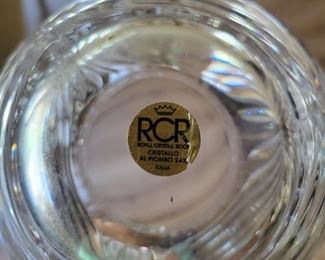 RCR
ROYAL CRYSTAL ROCK
CRISTALLO
AL PIOMBO 24%
ITALIA